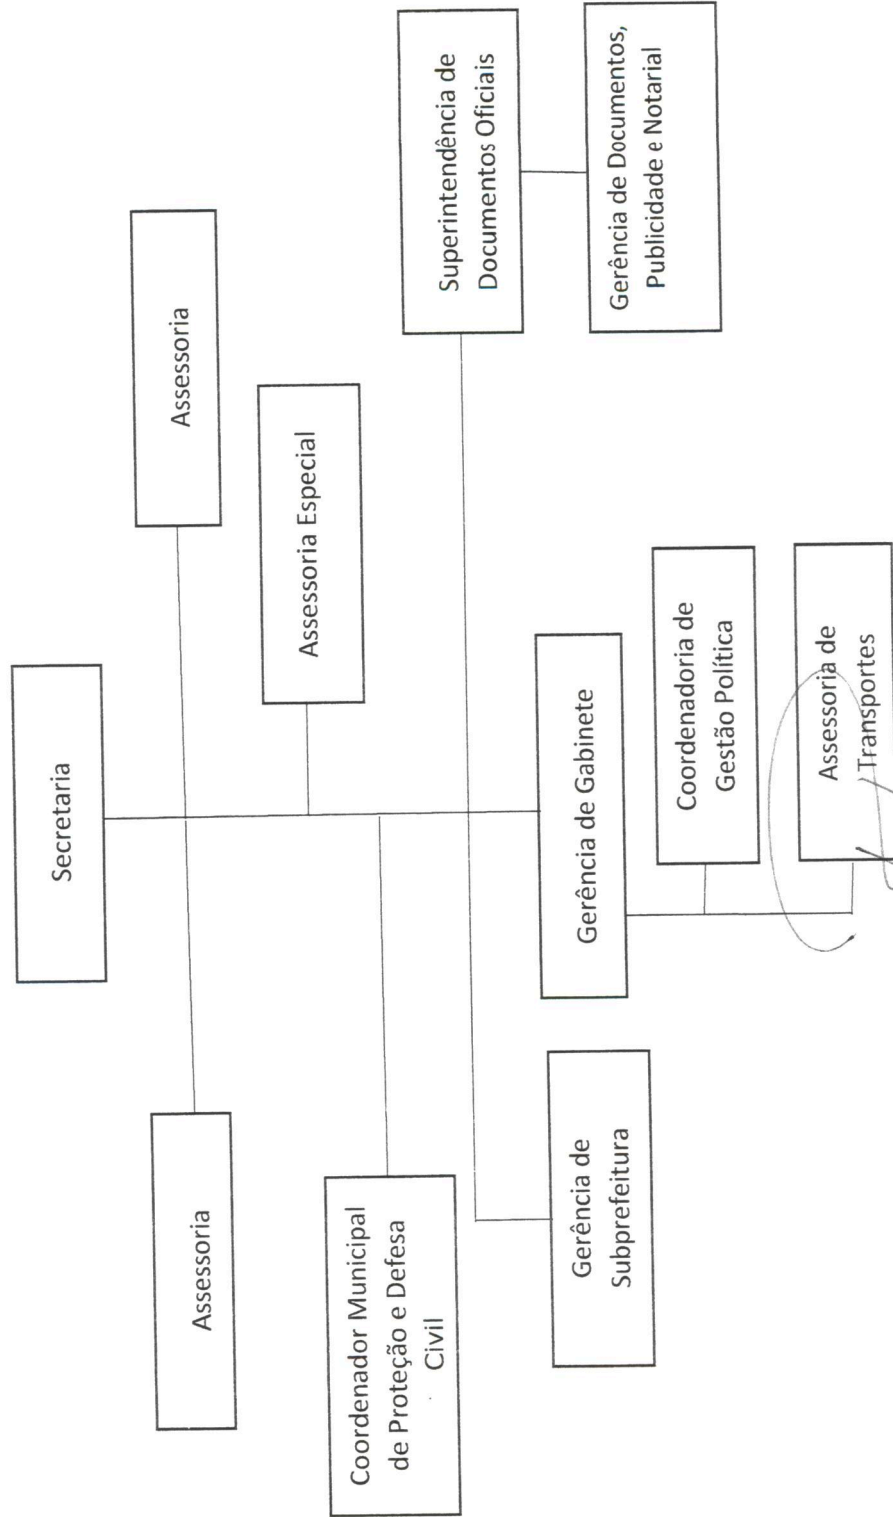 Secretaria
Assessoria
Assessoria
Assessoria Especial
Coordenador Municipal
de Proteção e Defesa
Civil
Superintendência de
Documentos Oficiais
Gerência de Subprefeitura
Gerência de Gabinete
Gerência de Documentos,
Publicidade e Notarial
Coordenadoria de
Gestão Política
Assessoria de
Transportes